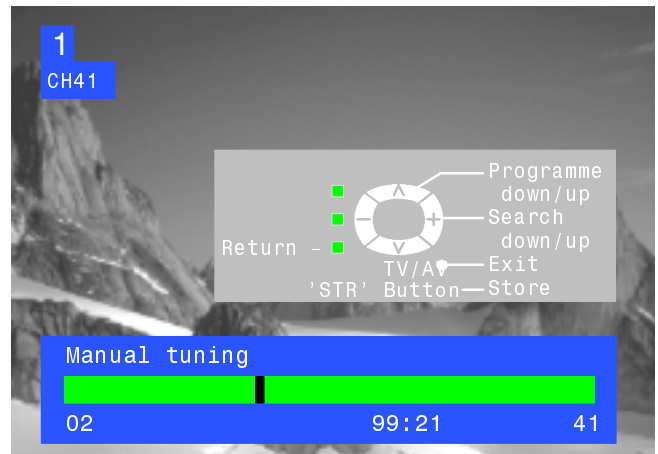 1
CH41
Programme
down/up
Search
down/up
Return –
Exit
TV/AV
'STR' Button — Store
Manual tuning
02 99:21 41